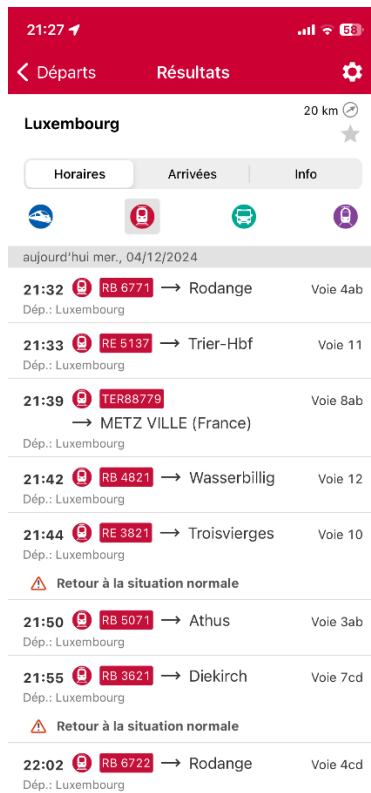 21:27 58
Départs Résultats
20 km
Luxembourg
Horaires Arrivées Info
aujourd'hui mer., 04/12/2024
21:32 RB 6771 → Rodange Voie 4ab
Dép.: Luxembourg
21:33 RE 5137 → Trier-Hbf Voie 11
Dép.: Luxembourg
21:39 TER88779 Voie 8ab
→ METZ VILLE (France)
Dép.: Luxembourg
21:42 RB 4821 → Wasserbillig Voie 12
Dép.: Luxembourg
21:44 RE 3821 → Troisvierges Voie 10
Dép.: Luxembourg
Retour à la situation normale
21:50 RB 5071 → Athus Voie 3ab
Dép.: Luxembourg
21:55 RB 3621 → Diekirch Voie 7cd
Dép.: Luxembourg
Retour à la situation normale
22:02 RB 6722 → Rodange Voie 4cd
Dép.: Luxembourg